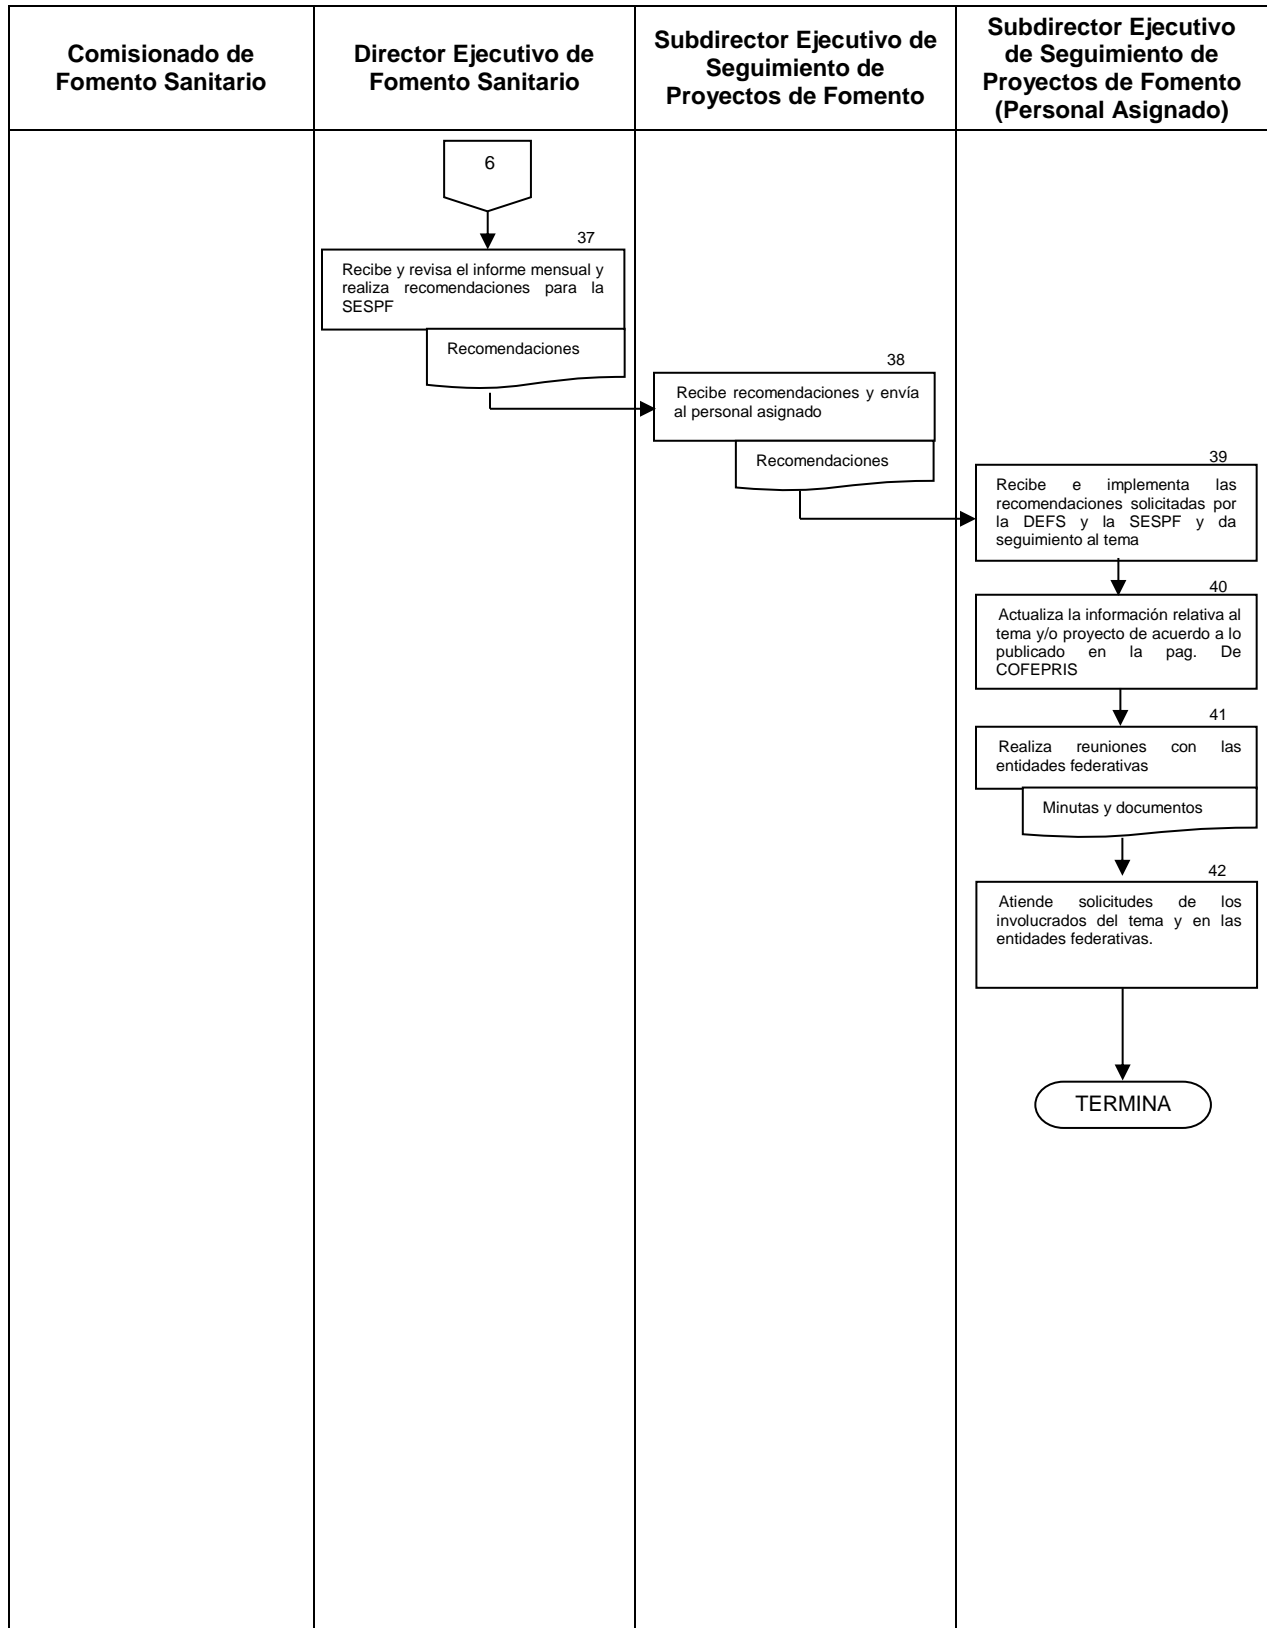 Comisionado de
Fomento Sanitario
Director Ejecutivo de
Fomento Sanitario
Subdirector Ejecutivo de
Seguimiento de
Proyectos de Fomento
Subdirector Ejecutivo
de Seguimiento de
Proyectos de Fomento
(Personal Asignado)
6
37
Recibe y revisa el informe mensual y
realiza recomendaciones para la
SESPF
Recomendaciones
38
Recibe recomendaciones y envía
al personal asignado
Recomendaciones
39
Recibe e implementa las
recomendaciones solicitadas por
la DEFS y la SESPF y da
seguimiento al tema
40
Actualiza la información relativa al
tema y/o proyecto de acuerdo a lo
publicado en la pag. De
COFEPRIS
41
Realiza reuniones con las
entidades federativas
Minutas y documentos
42
Atiende solicitudes de los
involucrados del tema y en las
entidades federativas.
TERMINA